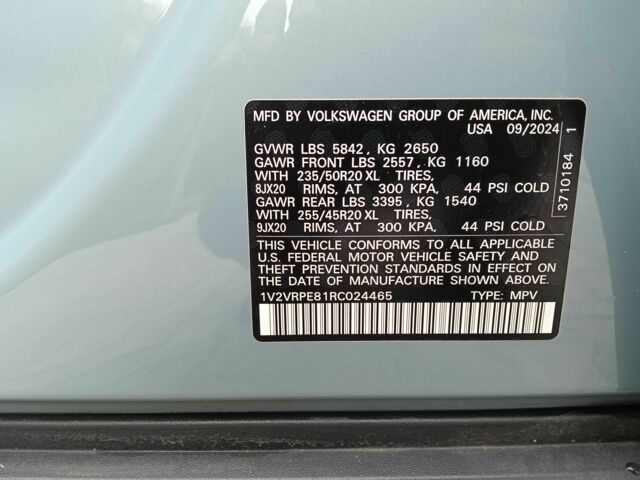 MFD BY VOLKSWAGEN GROUP OF AMERICA, INC.
USA 09/2024
GVWR LBS 5842, KG 2650
GAWR FRONT LBS 2557, KG 1160
WITH 235/50R20 XL TIRES,
8JX20 RIMS, AT 300 KPA, 44 PSI COLD
GAWR REAR LBS 3395, KG 1540
WITH 255/45R20 XL TIRES,
9JX20 RIMS, AT 300 KPA, 44 PSI COLD
THIS VEHICLE CONFORMS TO ALL APPLICABLE
U.S. FEDERAL MOTOR VEHICLE SAFETY AND
THEFT PREVENTION STANDARDS IN EFFECT ON
THE DATE OF MANUFACTURE SHOWN ABOVE.
1V2VRPE81RC024465 TYPE: MPV
3710184 1